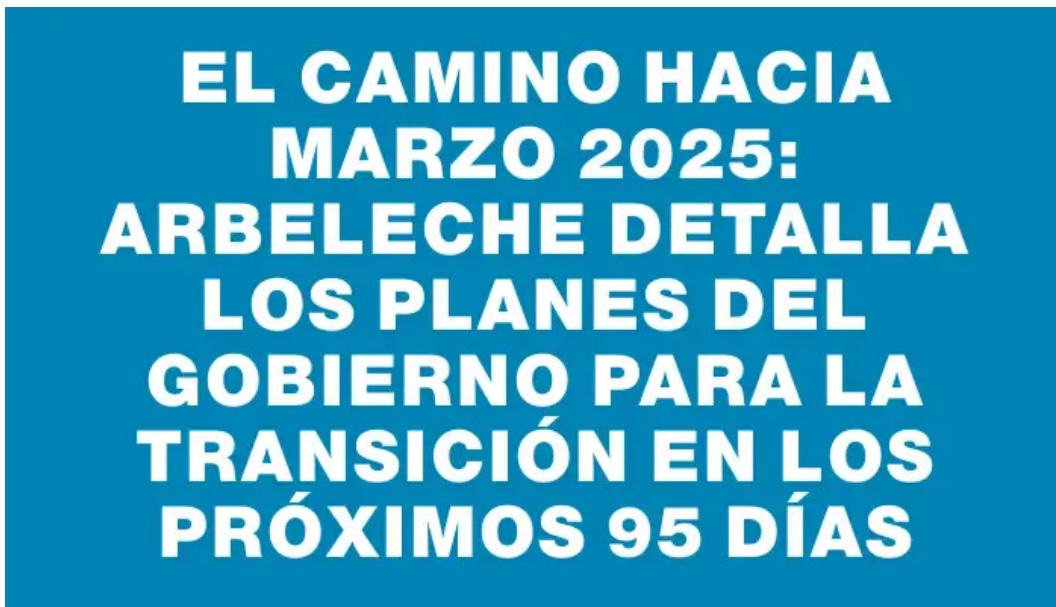 EL CAMINO HACIA
MARZO 2025:
ARBELECHE DETALLA
LOS PLANES DEL
GOBIERNO PARA LA
TRANSICIÓN EN LOS
PRÓXIMOS 95 DÍAS